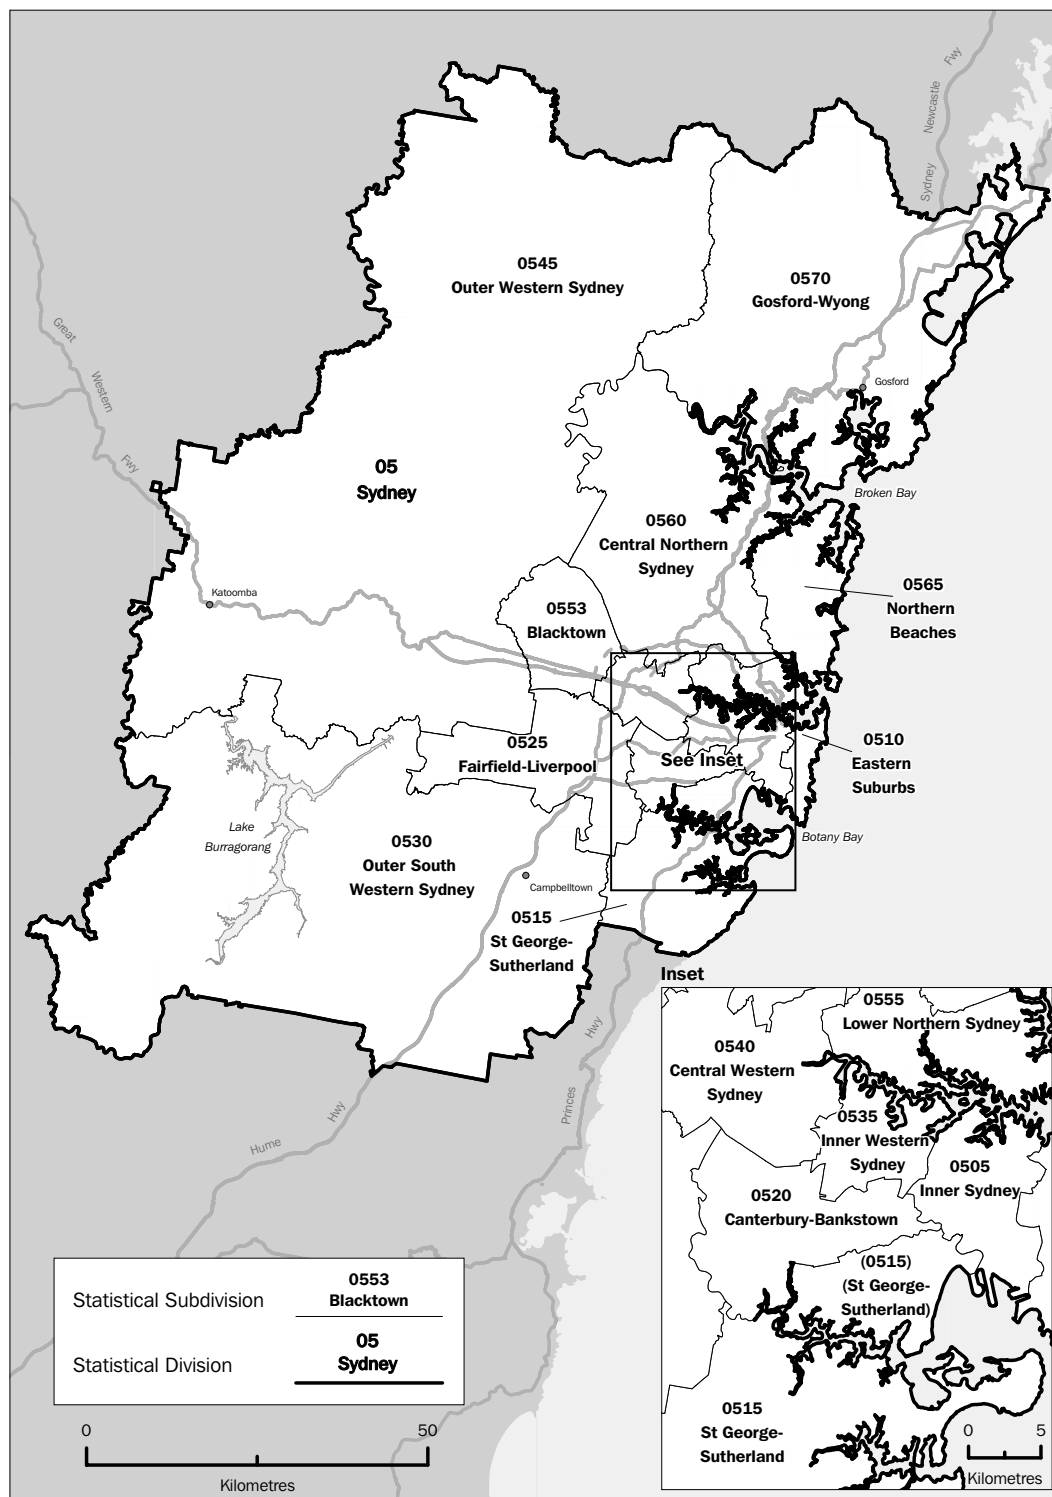 Sydney
Newcastle
Fwy
0545
Outer Western Sydney
0570
Gosford-Wyong
Great
Western
Fwy
Gosford
05
Sydney
Broken Bay
0560
Central Northern
Sydney
0565
Northern
Beaches
Katoomba
0553
Blacktown
0525
Fairfield-Liverpool
See Inset
0510
Eastern
Suburbs
Lake
Burragorang
0530
Outer South
Western Sydney
Botany Bay
Campbelltown
0515
St George-
Sutherland
Inset
0555
Lower Northern Sydney
0540
Central Western
Sydney
0535
Inner Western
Sydney
0505
Inner Sydney
0520
Canterbury-Bankstown
(0515)
(St George-
Sutherland)
0515
St George-
Sutherland
0 5
Kilometres
Hume
Hwy
Princes
Hwy
Statistical Subdivision
0553
Blacktown
Statistical Division
05
Sydney
0 50
Kilometres